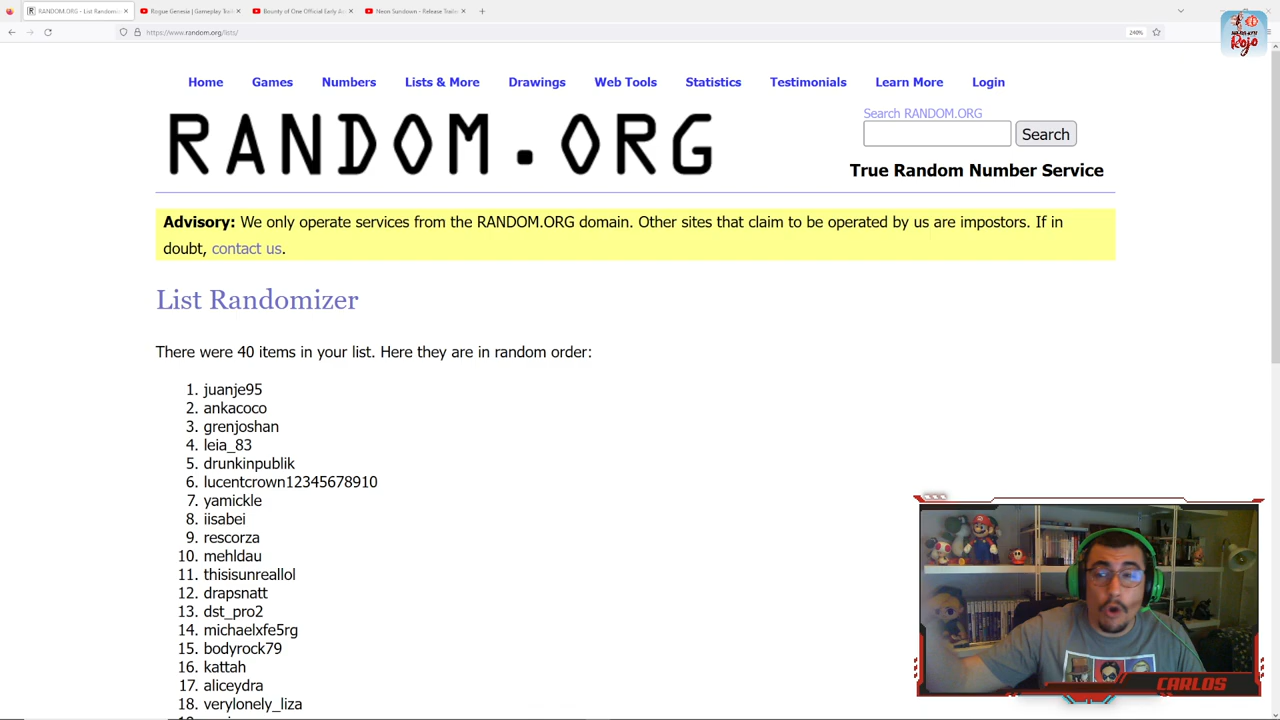 RANDOM.ORG - List Randomiz
Rogue Genesia | Gameplay Trail
Bounty of One Official Early Ac
Neon Sundown - Release Traile
https://www.random.org/lists/
240%
Rojo
Home Games Numbers Lists & More Drawings Web Tools Statistics Testimonials Learn More Login
RANDOM.ORG
Search RANDOM.ORG
Search
True Random Number Service
Advisory: We only operate services from the RANDOM.ORG domain. Other sites that claim to be operated by us are impostors. If in
doubt, contact us.
List Randomizer
There were 40 items in your list. Here they are in random order:
1. juanje95
2. ankacoco
3. grenjoshan
4. leia_83
5. drunkinpublik
6. lucentcrown12345678910
7. yamickle
8. iisabei
9. rescorza
10. mehldau
11. thisisunreallol
12. drapsnatt
13. dst_pro2
14. michaelxfe5rg
15. bodyrock79
16. kattah
17. aliceydra
18. verylonely_liza
CARLOS